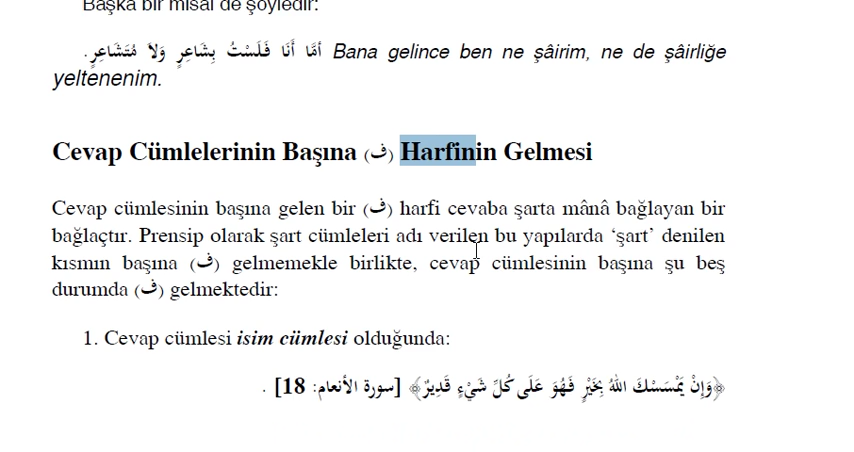 Başka bir misal de şöyledir:
أَمَّا أَنَا فَلَسْتُ بِشَاعِرٍ وَلاَ مُتَشَاعِرٍ. Bana gelince ben ne şâirim, ne de şâirliğe
yeltenenim.
Cevap Cümlelerinin Başına (ف) Harfinin Gelmesi
Cevap cümlesinin başına gelen bir (ف) harfi cevaba şarta mânâ bağlayan bir
bağlaçtır. Prensip olarak şart cümleleri adı verilen bu yapılarda ‘şart’ denilen
kısmın başına (ف) gelmemekle birlikte, cevap cümlesinin başına şu beş
durumda (ف) gelmektedir:
1. Cevap cümlesi isim cümlesi olduğunda:
﴿وَإِنْ يَمْسَسْكَ اللهُ بِخَيْرٍ فَهُوَ عَلَى كُلِّ شَيْءٍ قَدِيرٌ﴾ [سورة الأنعام: 18] .